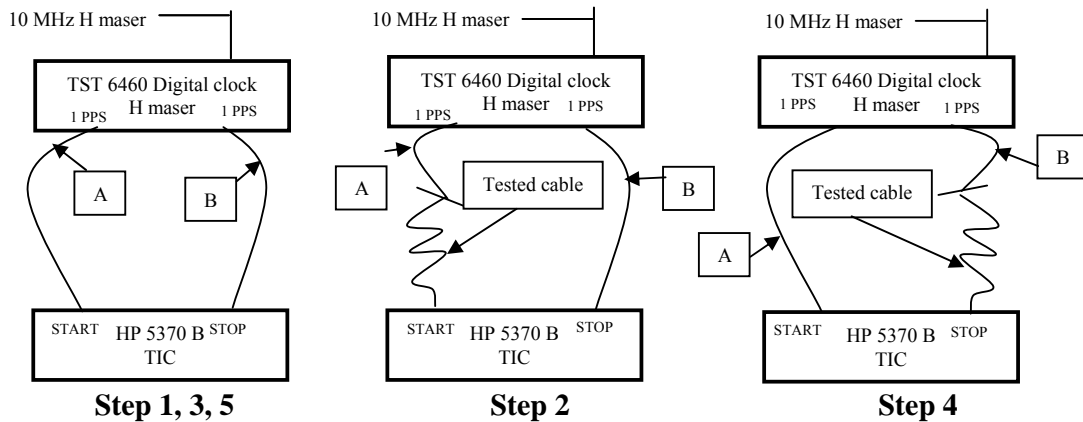 10 MHz H maser
TST 6460 Digital clock
H maser
1 PPS
1 PPS
A
B
START
HP 5370 B
STOP
TIC
Step 1, 3, 5
10 MHz H maser
TST 6460 Digital clock
H maser
1 PPS
1 PPS
A
Tested cable
B
START
HP 5370 B
STOP
TIC
Step 2
10 MHz H maser
TST 6460 Digital clock
1 PPS
H maser
1 PPS
B
Tested cable
A
START
HP 5370 B
STOP
TIC
Step 4